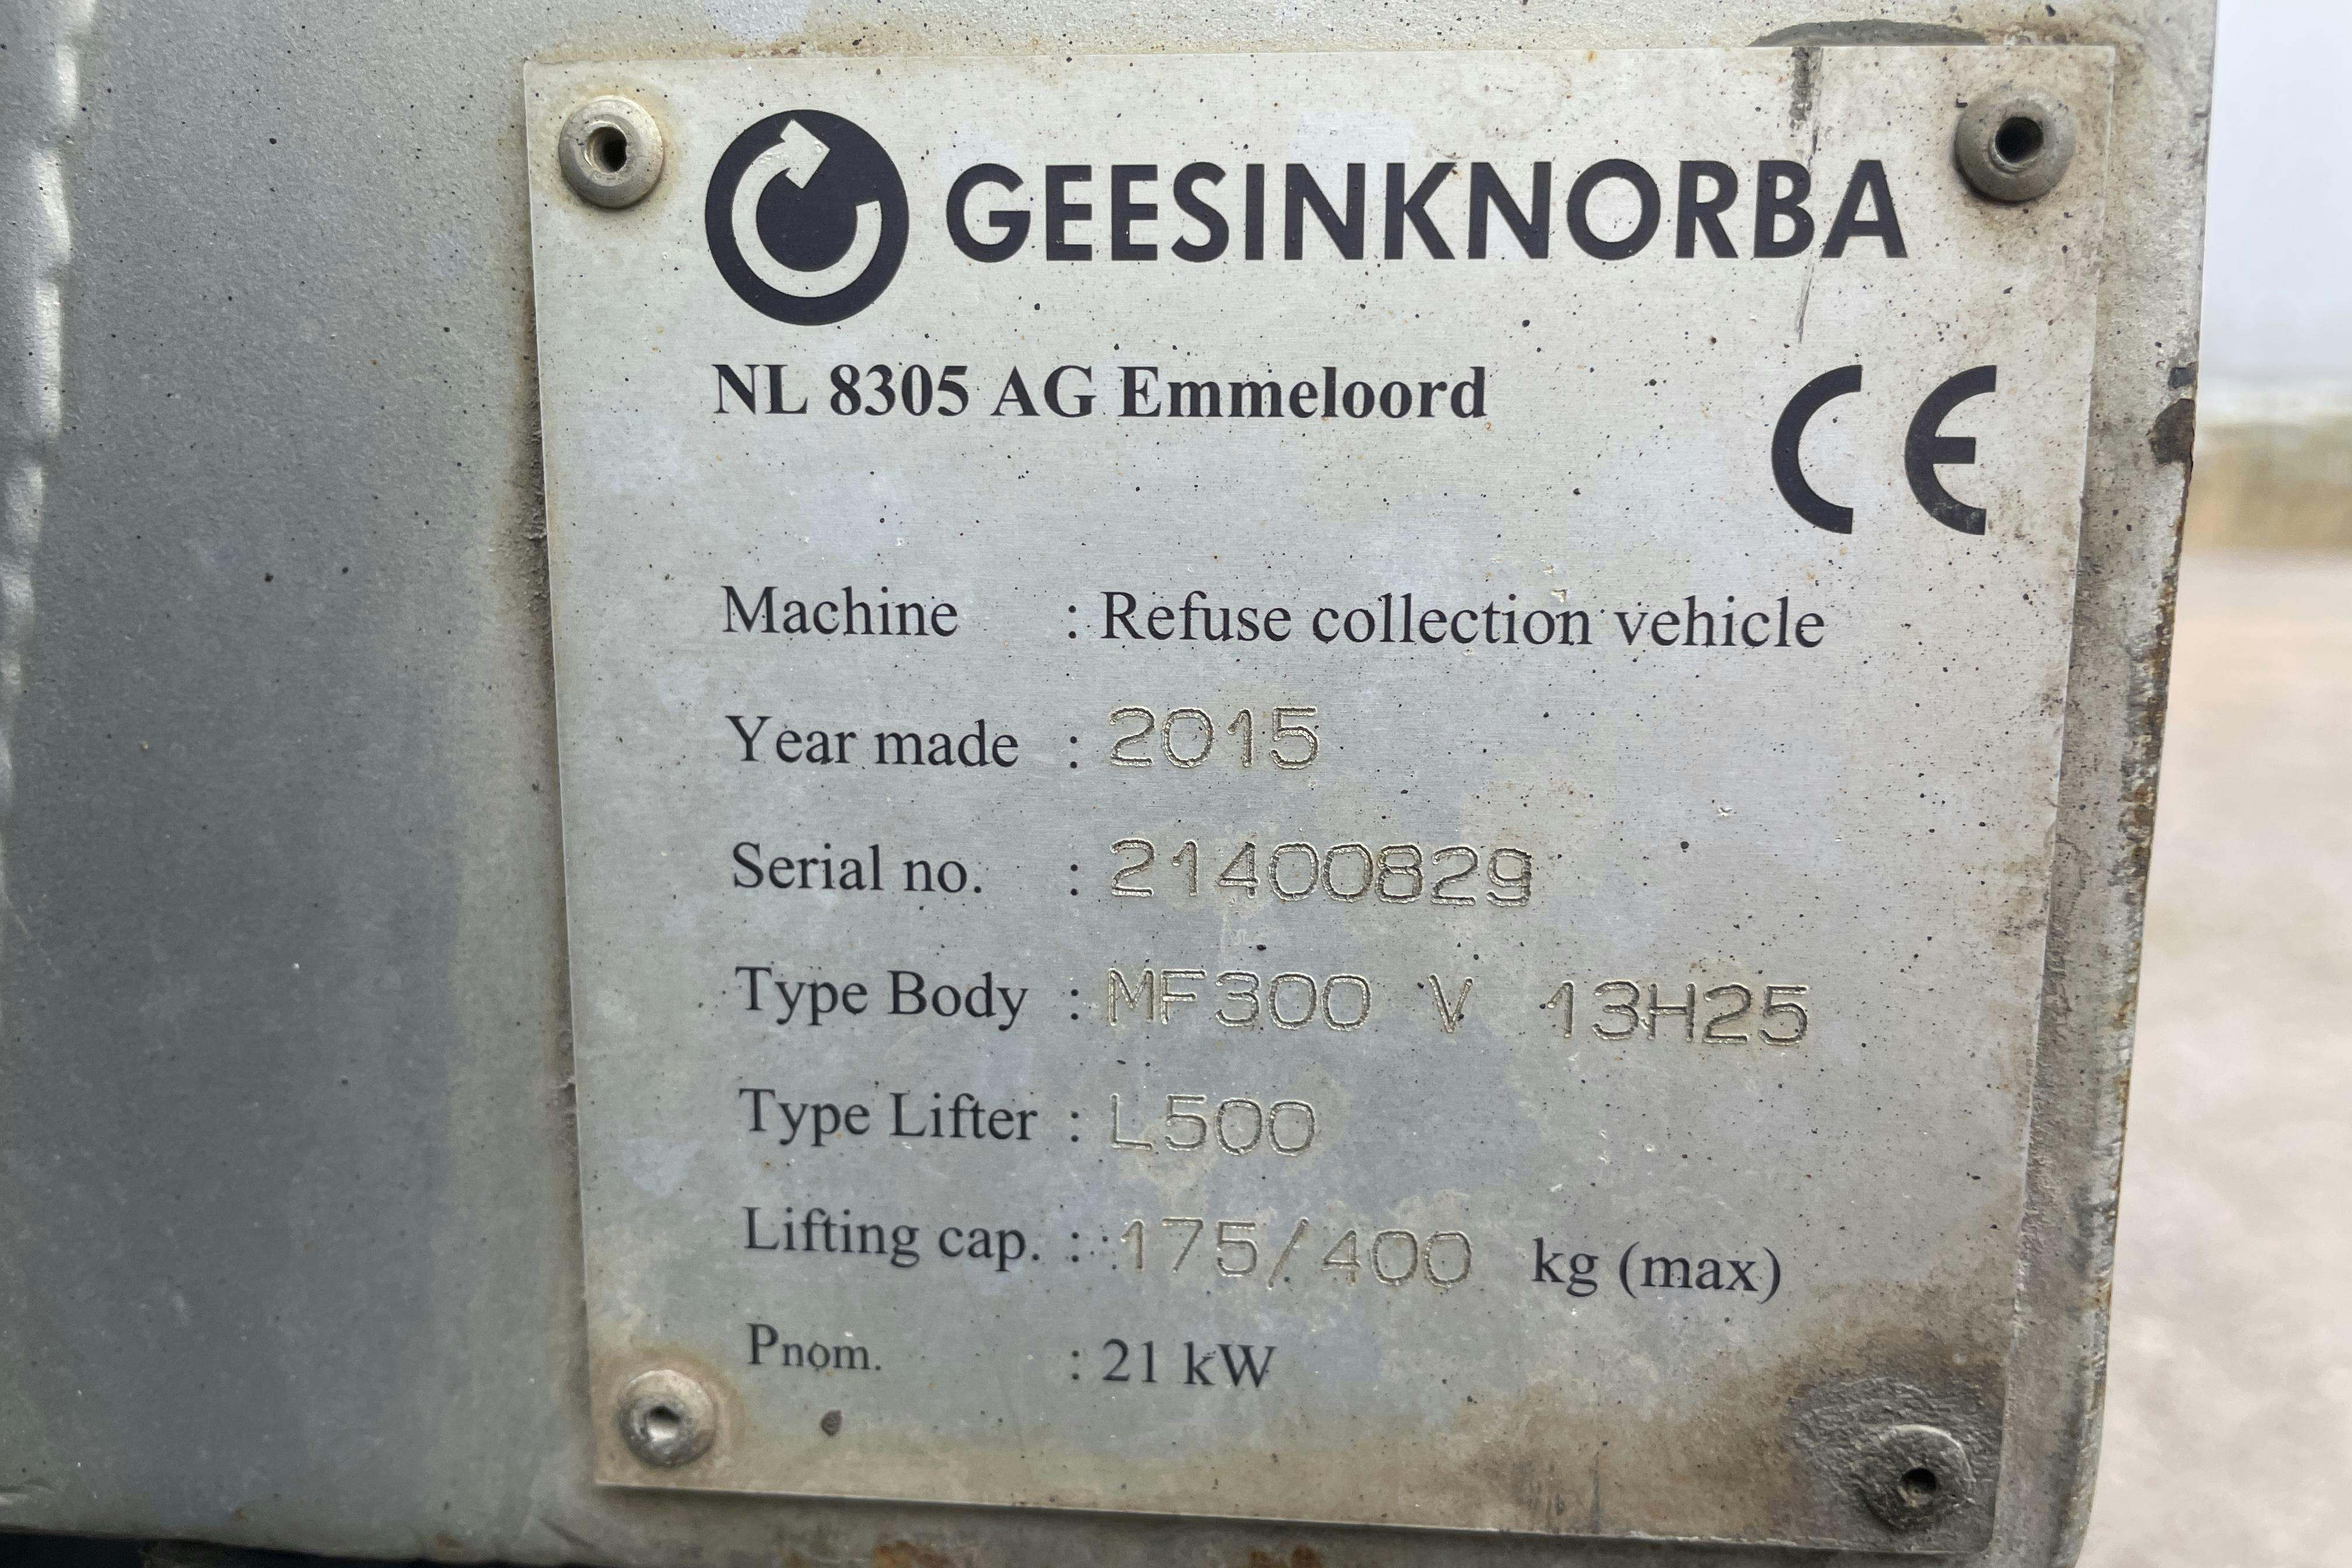 GEESINKNORBA
NL 8305 AG Emmeloord
CE
Machine : Refuse collection vehicle
Year made : 2015
Serial no. : 21400829
Type Body : MF300 V 13H25
Type Lifter : L500
Lifting cap. : 175/400 kg (max)
Pnom. : 21 kW